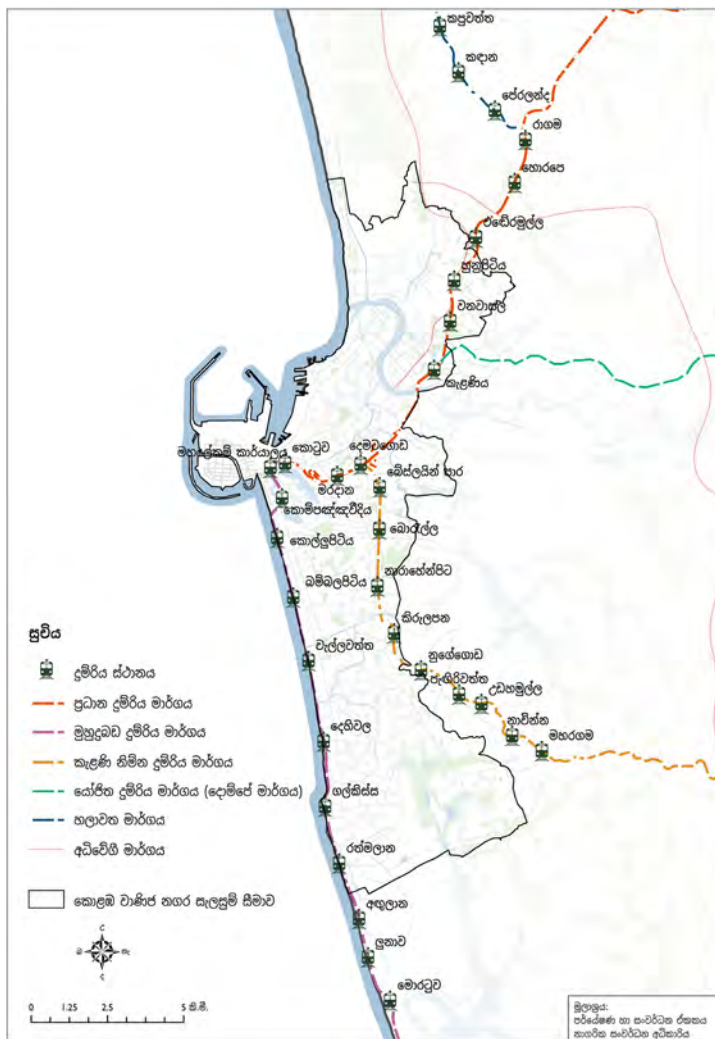 කපුවත්ත
කඳාන
පේරලන්ද
රාගම
හොරපෙ
එඬේරමුල්ල
හුනුපිටිය
වනවාසල
කැළණිය
කොටුව
දෙමටගොඩ
මහලේකම් කාර්යාලය
බේස්ලයින් පාර
මරදාන
කොම්පඤ්ඤවීදිය
බොරැල්ල
කොල්ලුපිටිය
නාරාහේන්පිට
බම්බලපිටිය
කිරුලපන
වැල්ලවත්ත
නුගේගොඩ
පැඟිරිවත්ත
උඩහමුල්ල
නාවින්න
මහරගම
දෙහිවල
ගල්කිස්ස
රත්මලාන
අඟුලාන
ලුනාව
මොරටුව
සූචිය
දුම්රිය ස්ථානය
ප්‍රධාන දුම්රිය මාර්ගය
මුහුදුබඩ දුම්රිය මාර්ගය
කැළණි නිම්න දුම්රිය මාර්ගය
යෝජිත දුම්රිය මාර්ගය (දොම්පේ මාර්ගය)
හලාවත මාර්ගය
අධිවේගී මාර්ගය
කොළඹ වාණිජ නගර සැලසුම් සීමාව
උ
බ
නැ
ද
0 1.25 2.5 5 කි.මී.
මූලාශ්‍රය:
පර්යේෂණ හා සංවර්ධන ඒකකය
නාගරික සංවර්ධන අධිකාරිය